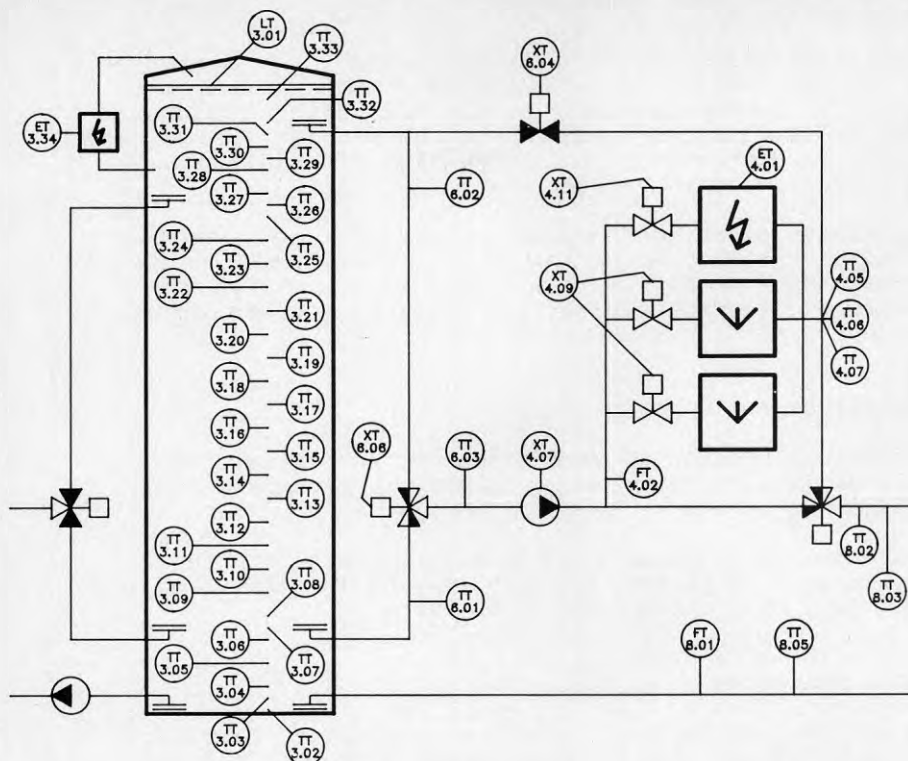 LT
3.01
TT
3.33
XT
6.04
TT
3.32
ET
3.34
TT
3.31
TT
3.30
TT
3.29
ET
4.01
TT
3.28
TT
3.27
TT
3.26
TT
6.02
XT
4.11
TT
3.24
TT
3.25
TT
3.23
XT
4.09
TT
4.05
TT
3.22
TT
3.21
TT
4.06
TT
3.20
TT
3.19
TT
4.07
TT
3.18
TT
3.17
TT
3.16
XT
6.06
TT
3.15
TT
6.03
XT
4.07
TT
3.14
FT
4.02
TT
3.13
TT
3.12
TT
3.11
TT
8.02
TT
3.10
TT
3.08
TT
8.03
TT
3.09
TT
6.01
TT
3.06
FT
8.01
TT
8.05
TT
3.05
TT
3.07
TT
3.04
TT
3.03
TT
3.02